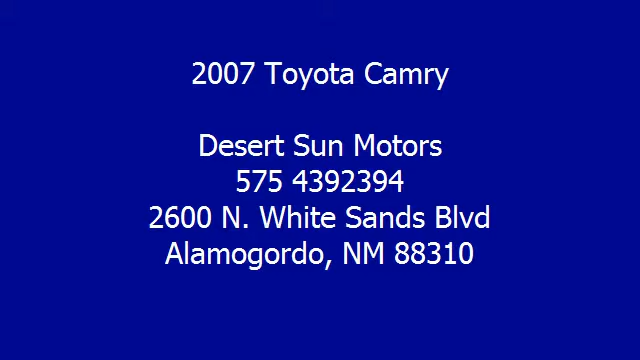 2007 Toyota Camry
Desert Sun Motors
575 4392394
2600 N. White Sands Blvd
Alamogordo, NM 88310